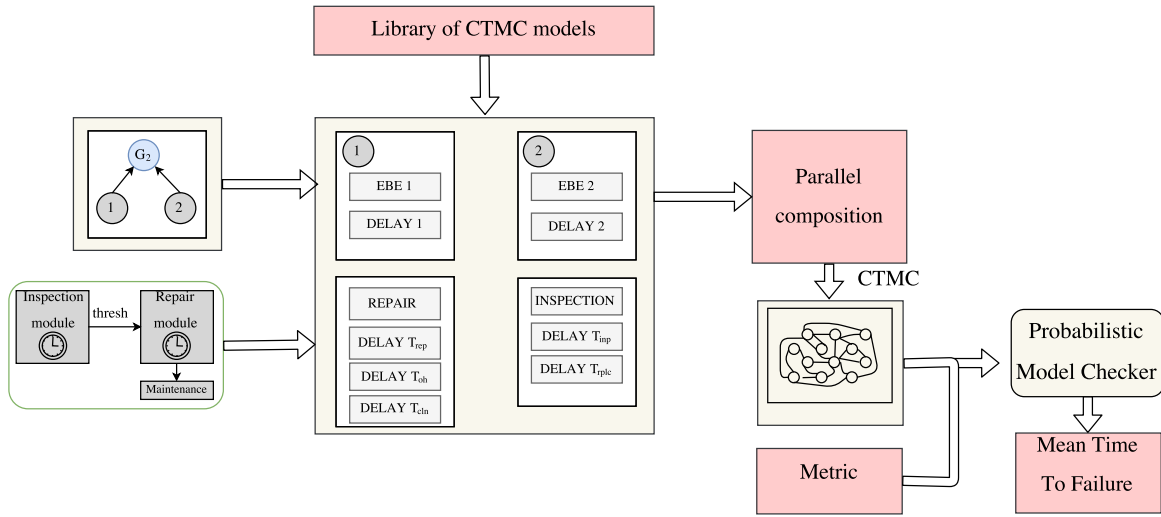 Library of CTMC models
G2
1
2
Inspection
module
thresh
Repair
module
Maintenance
1
EBE 1
DELAY 1
2
EBE 2
DELAY 2
REPAIR
DELAY Trep
DELAY Toh
DELAY Tcln
INSPECTION
DELAY Tinp
DELAY Trplc
Parallel
composition
CTMC
Metric
Probabilistic
Model Checker
Mean Time
To Failure